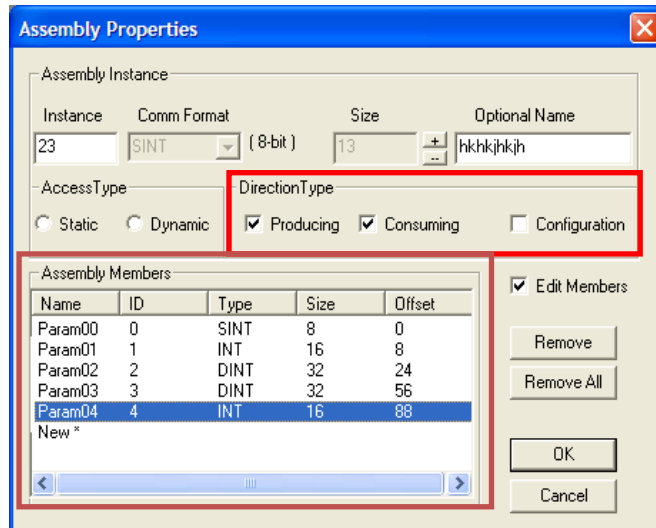 Assembly Properties
Assembly Instance
Instance Comm Format Size Optional Name
23 SINT ( 8-bit ) 13 + -- hkhkjhkjh
AccessType DirectionType
Static Dynamic Producing Consuming Configuration
Assembly Members Edit Members
Name ID Type Size Offset
Param00 0 SINT 8 0
Param01 1 INT 16 8
Param02 2 DINT 32 24
Param03 3 DINT 32 56
Param04 4 INT 16 88
New *
Remove
Remove All
OK
Cancel